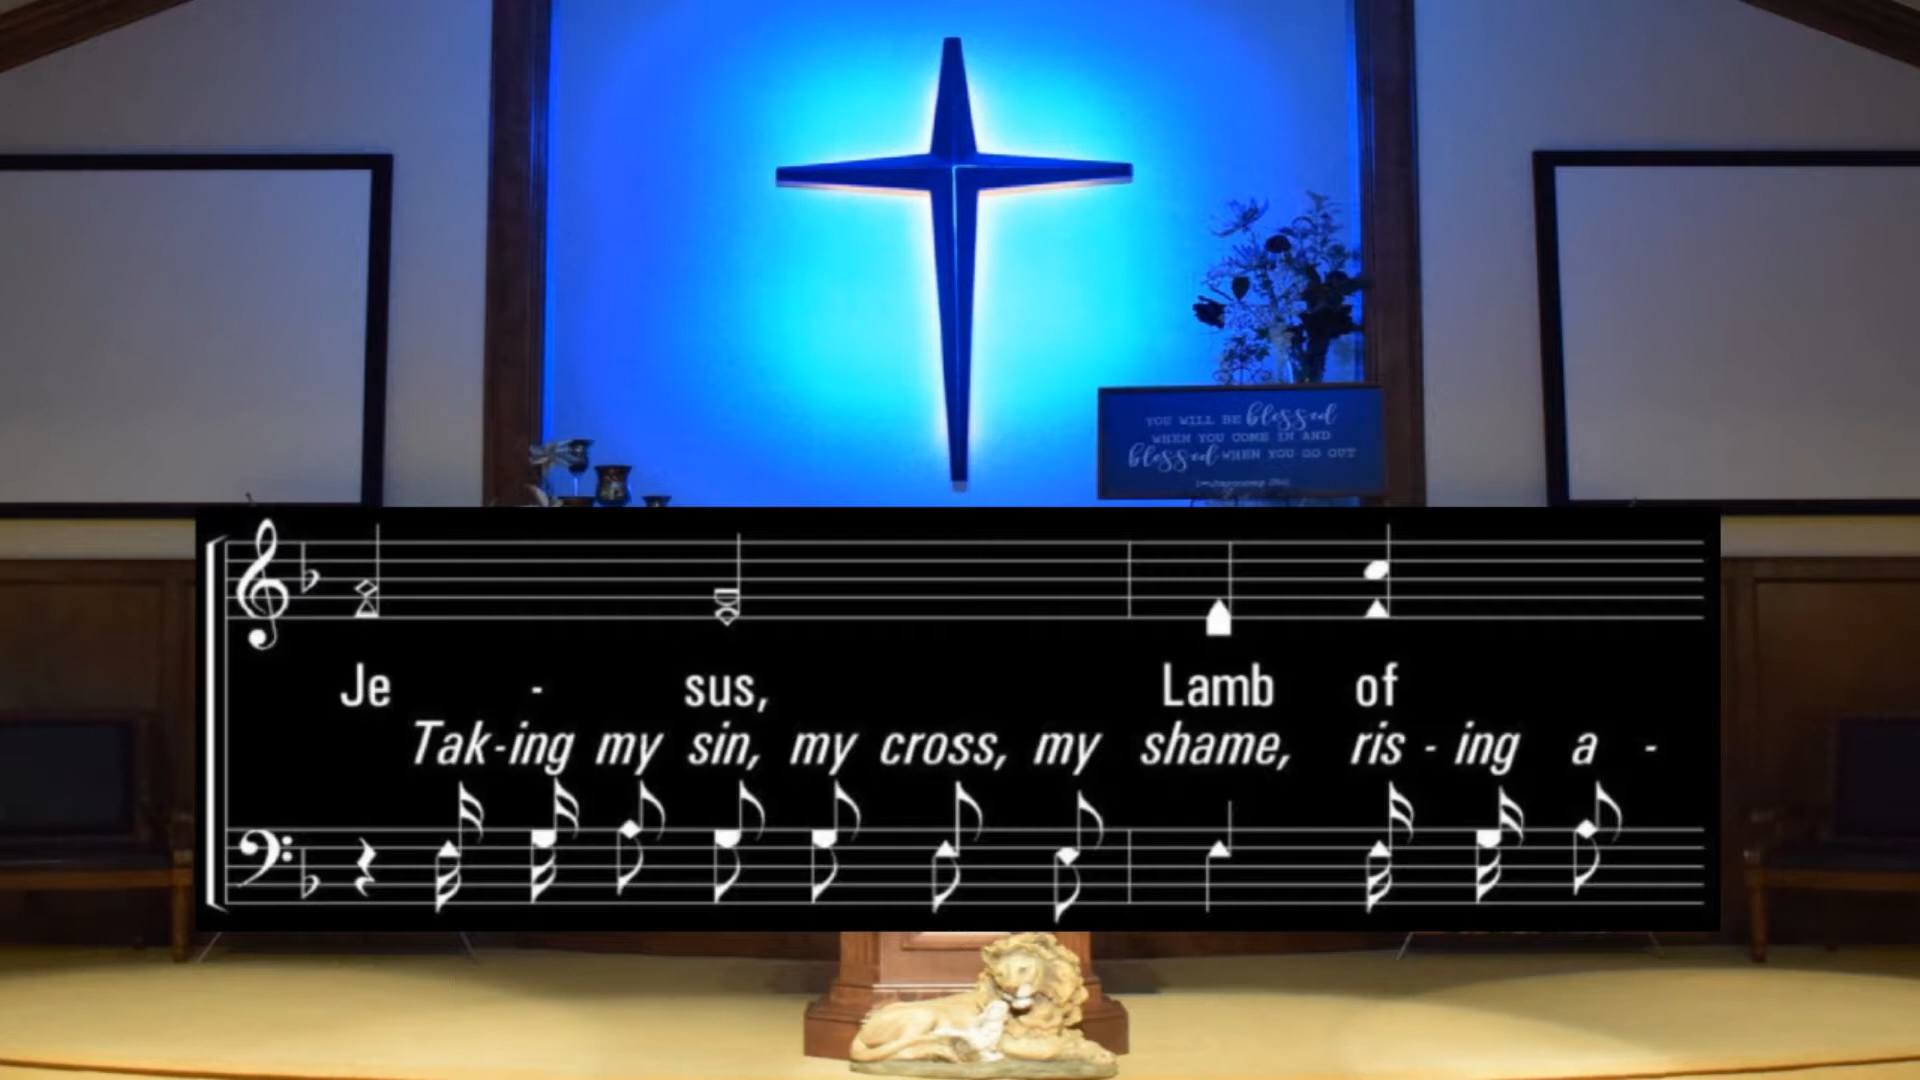 YOU WILL BE blessed
WHEN YOU COME IN AND
blessed WHEN YOU GO OUT
Je - sus, Lamb of
Tak-ing my sin, my cross, my shame, ris - ing a -